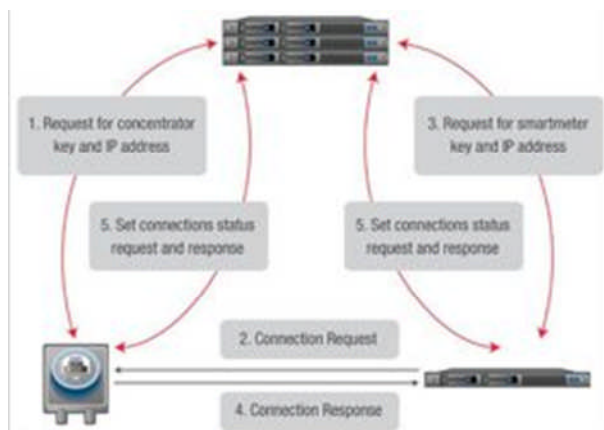 1. Request for concentrator
key and IP address
3. Request for smartmeter
key and IP address
5. Set connections status
request and response
5. Set connections status
request and response
2. Connection Request
4. Connection Response